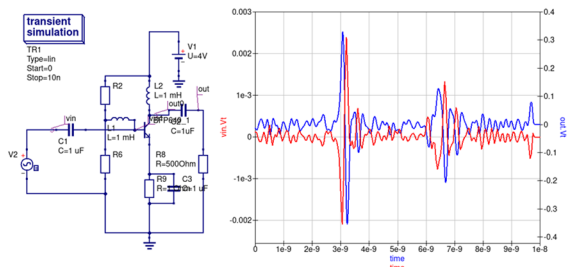 transient
simulation
TR1
Type=lin
Start=0
Stop=10n
V1
U=4V
R2
L2
L=1 mH
out
out0
vin
L1
L=1 mH
C=1uF
C1
C=1 uF
V2
R6
R8
R=500Ohm
R9
C3
0.003
0.002
1e-3
0
-1e-3
-0.002
vin.Vt
0.4
0.3
0.2
0.1
0
-0.1
-0.2
-0.3
-0.4
out.Vt
0 1e-9 2e-9 3e-9 4e-9 5e-9 6e-9 7e-9 8e-9 9e-9 1e-8
time
time